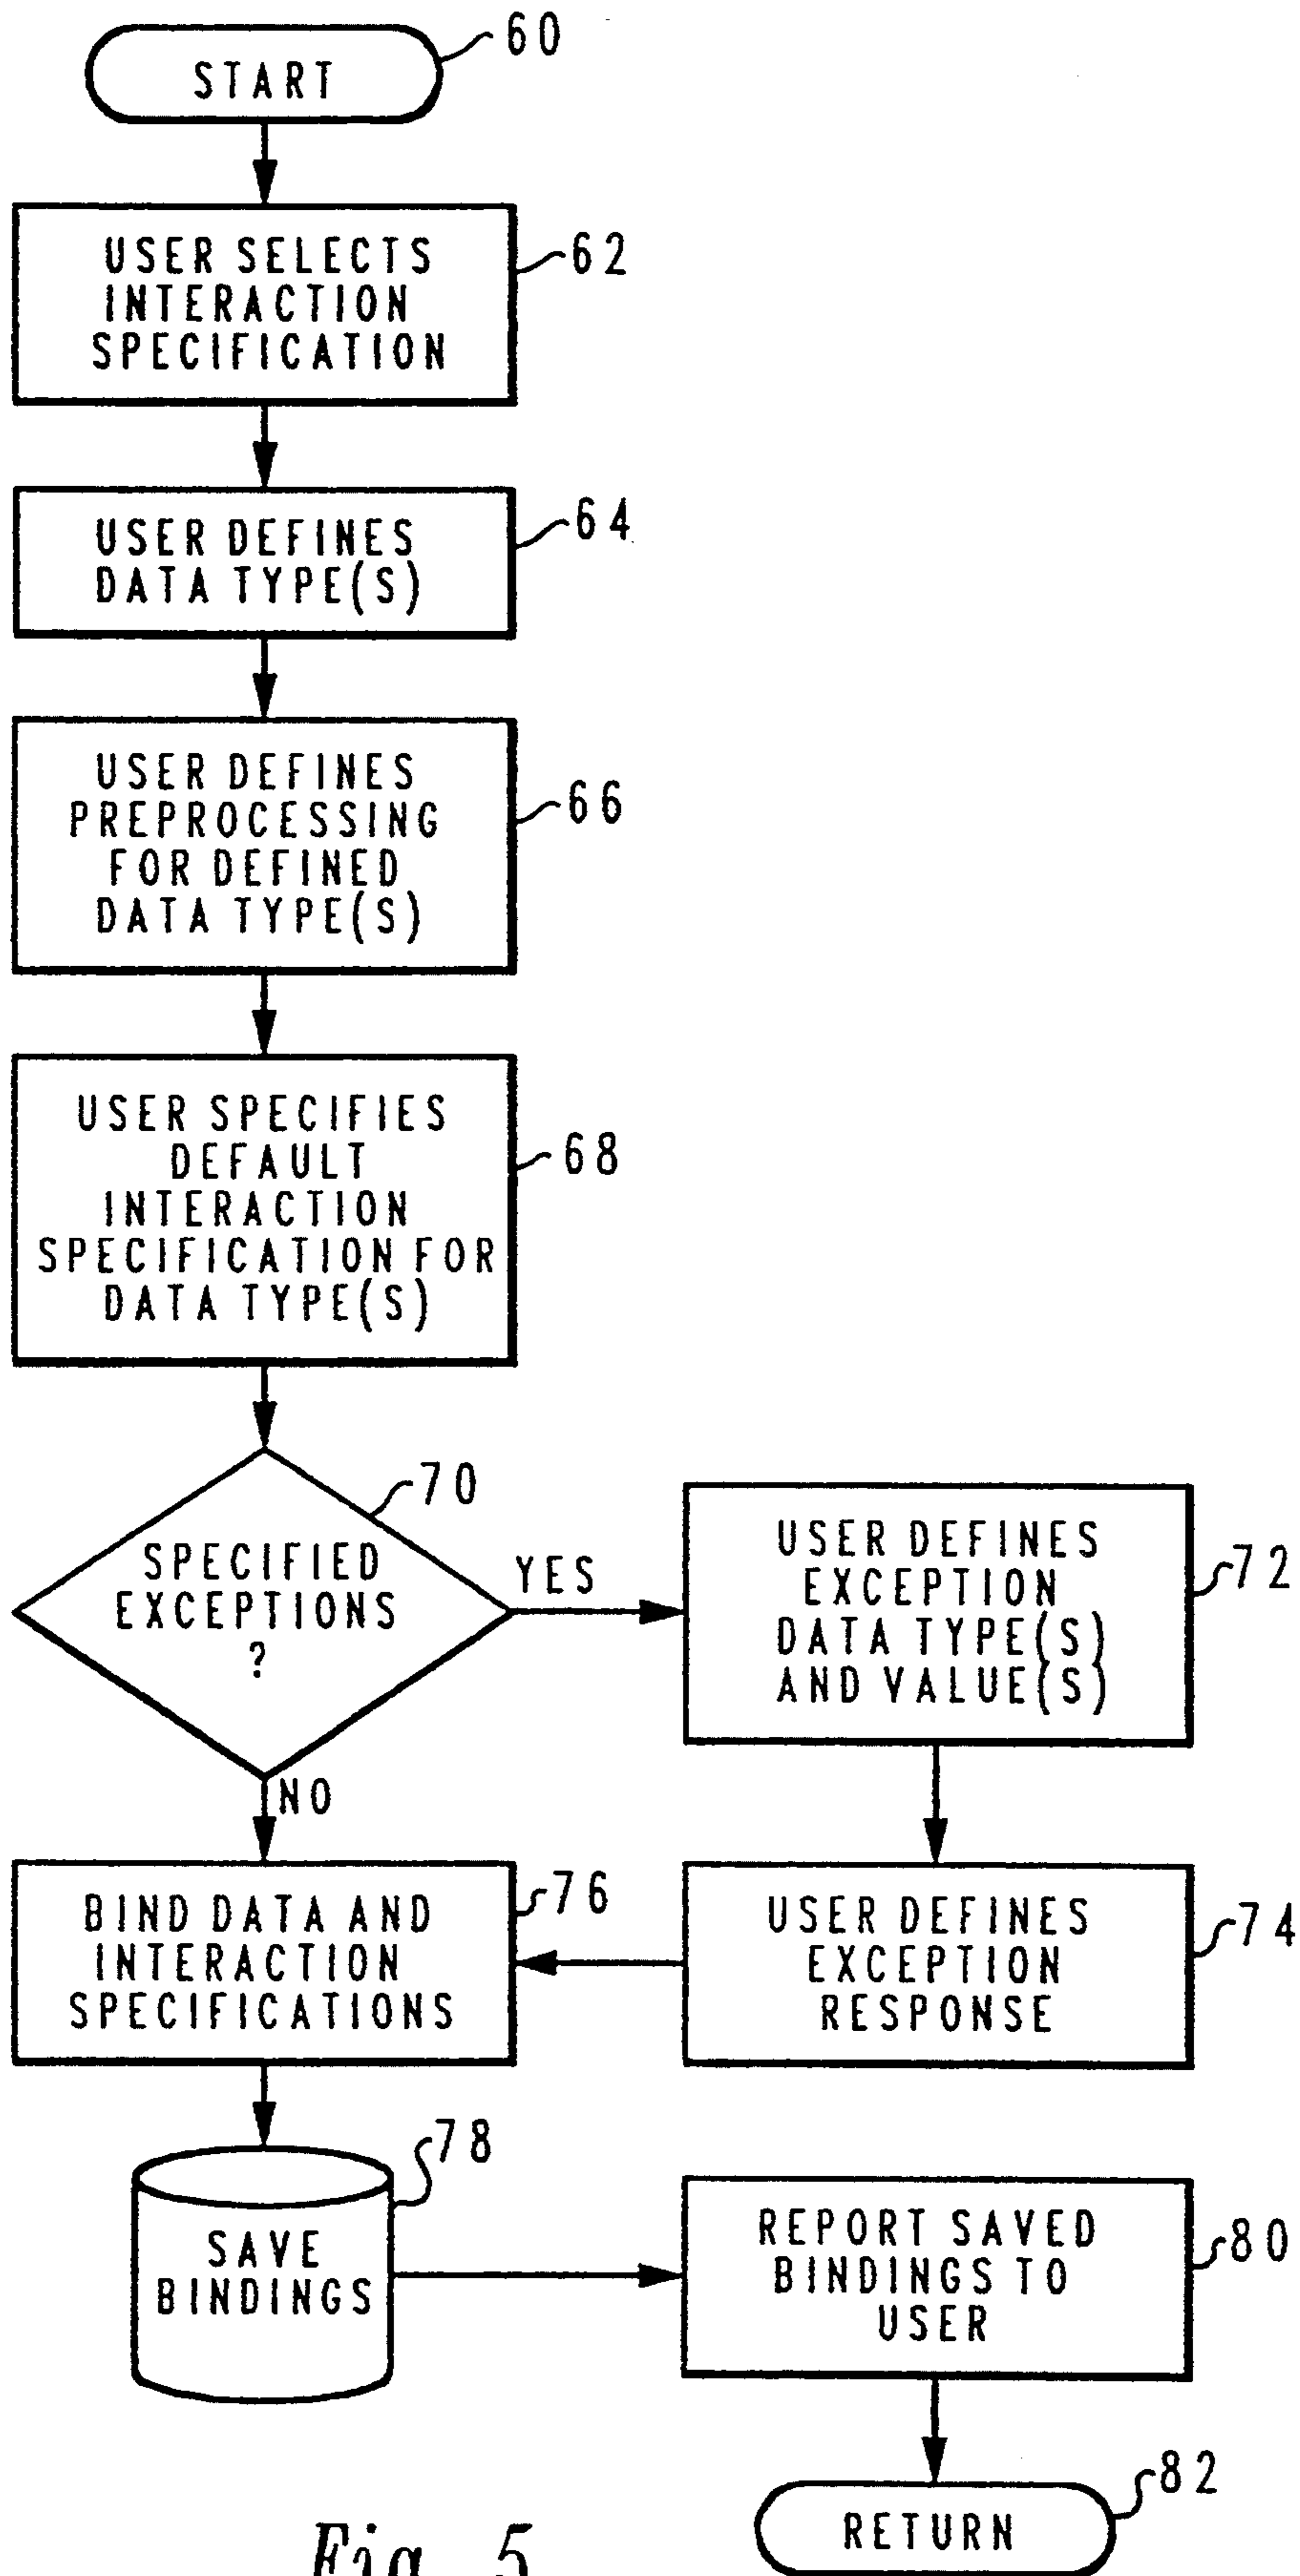 START
60
USER SELECTS
INTERACTION
SPECIFICATION
62
USER DEFINES
DATA TYPE(S)
64
USER DEFINES
PREPROCESSING
FOR DEFINED
DATA TYPE(S)
66
USER SPECIFIES
DEFAULT
INTERACTION
SPECIFICATION FOR
DATA TYPE(S)
68
SPECIFIED
EXCEPTIONS
?
70
YES
NO
USER DEFINES
EXCEPTION
DATA TYPE(S)
AND VALUE(S)
72
USER DEFINES
EXCEPTION
RESPONSE
74
BIND DATA AND
INTERACTION
SPECIFICATIONS
76
SAVE
BINDINGS
78
REPORT SAVED
BINDINGS TO
USER
80
RETURN
82
Fig. 5